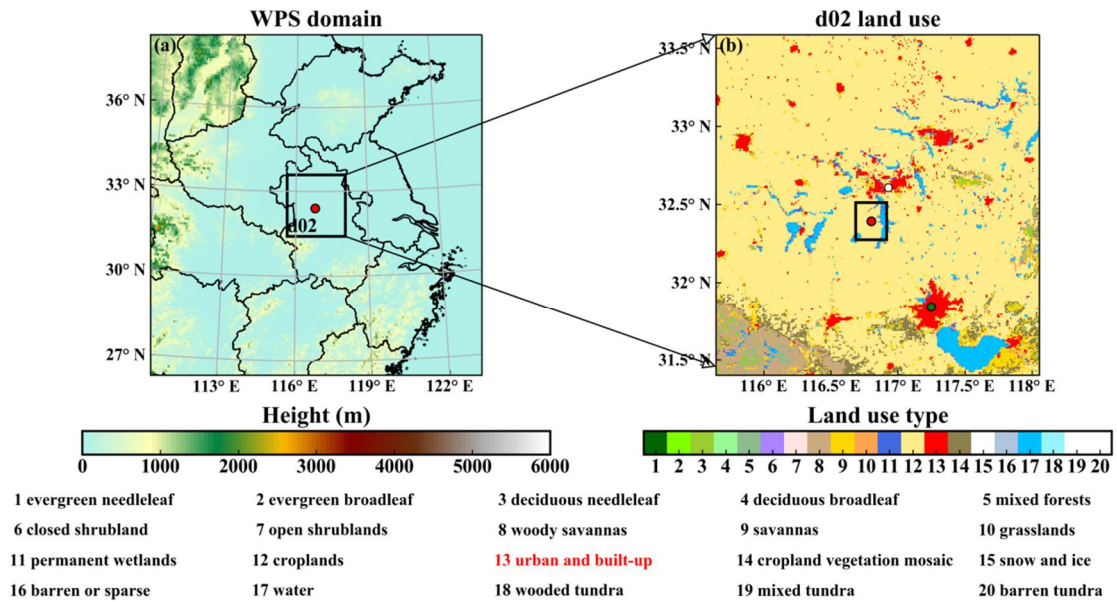 WPS domain
d02 land use
(a)
(b)
36° N
33° N
30° N
27° N
d02
113° E 116° E 119° E 122° E
33.5° N
33° N
32.5° N
32° N
31.5° N
116° E 116.5° E 117° E 117.5° E 118° E
Height (m)
Land use type
0 1000 2000 3000 4000 5000 6000
1 2 3 4 5 6 7 8 9 10 11 12 13 14 15 16 17 18 19 20
1 evergreen needleleaf 2 evergreen broadleaf 3 deciduous needleleaf 4 deciduous broadleaf 5 mixed forests
6 closed shrubland 7 open shrublands 8 woody savannas 9 savannas 10 grasslands
11 permanent wetlands 12 croplands 13 urban and built-up 14 cropland vegetation mosaic 15 snow and ice
16 barren or sparse 17 water 18 wooded tundra 19 mixed tundra 20 barren tundra